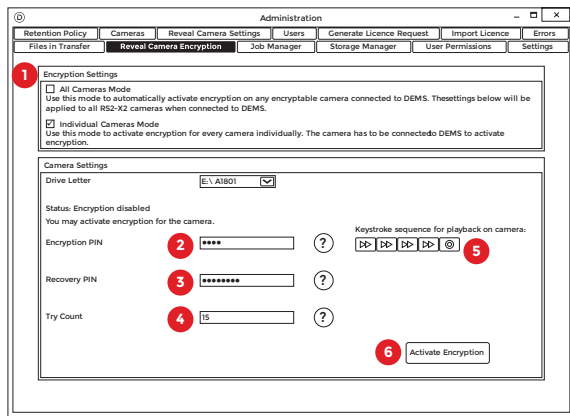 D Administration
Retention Policy Cameras Reveal Camera Settings Users Generate Licence Request Import Licence Errors
Files in Transfer Reveal Camera Encryption Job Manager Storage Manager User Permissions Settings
1
Encryption Settings
All Cameras Mode
Use this mode to automatically activate encryption on any encryptable camera connected to DEMS. Thesettings below will be
applied to all RS2-X2 cameras when connected to DEMS.
Individual Cameras Mode
Use this mode to activate encryption for every camera individually. The camera has to be connectedo DEMS to activate
encryption.
Camera Settings
Drive Letter E:\ A1801
Status: Encryption disabled
You may activate encryption for the camera.
Keystroke sequence for playback on camera:
Encryption PIN 2 •••• ? 5
Recovery PIN 3 •••••••• ?
Try Count 4 15 ?
6 Activate Encryption